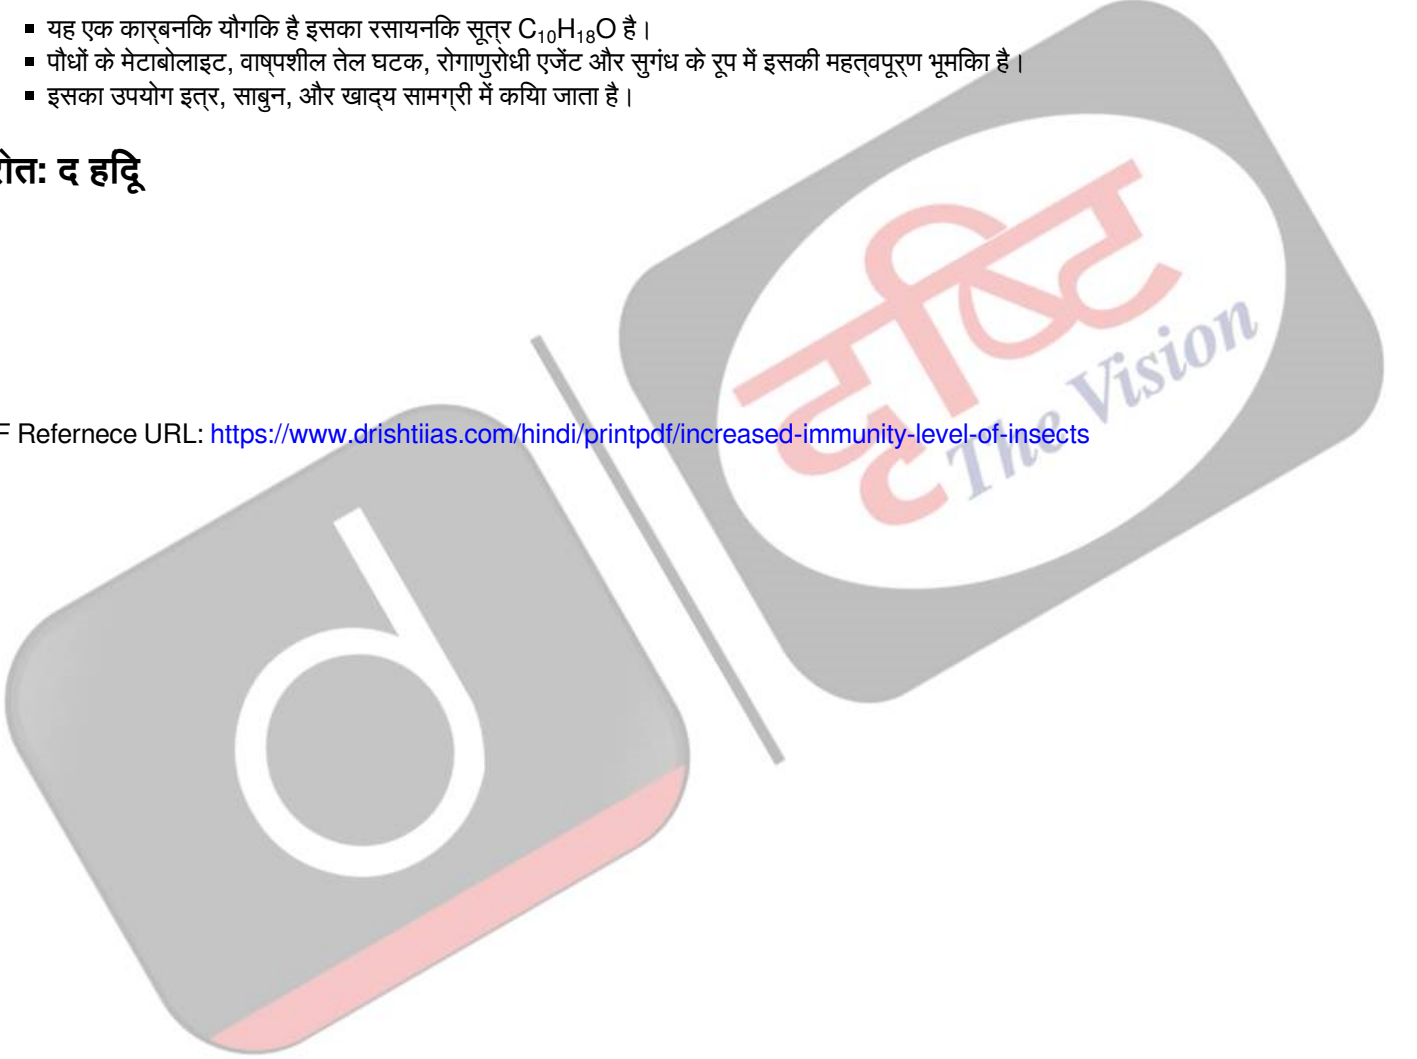 ▪ यह एक कार्बनिक यौगिक है इसका रसायनिक सूत्र C₁₀H₁₈O है।
▪ पौधों के मेटाबोलाइट, वाष्पशील तेल घटक, रोगाणुरोधी एजेंट और सुगंध के रूप में इसकी महत्वपूर्ण भूमिका है।
▪ इसका उपयोग इत्र, साबुन, और खाद्य सामग्री में किया जाता है।
रोत: द हिंदू
दृष्टि
The Vision
F Refernece URL: https://www.drishtiias.com/hindi/printpdf/increased-immunity-level-of-insects
d